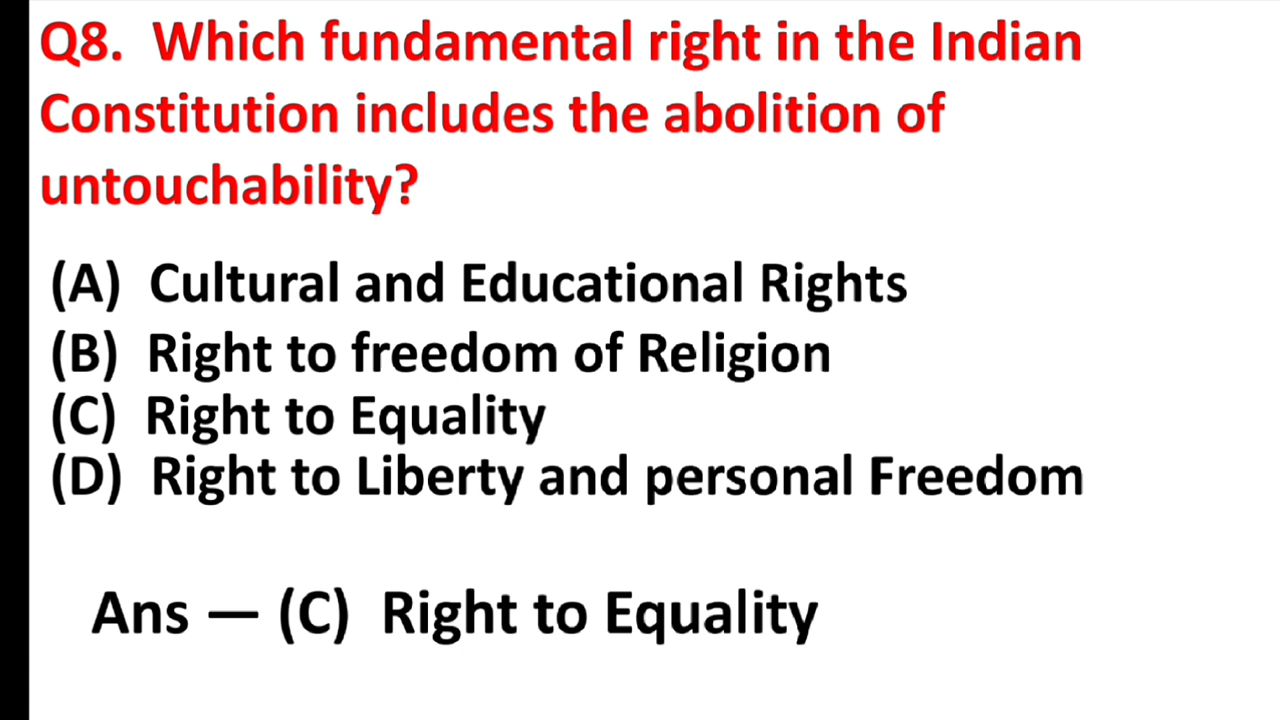 Q8. Which fundamental right in the Indian
Constitution includes the abolition of
untouchability?
(A) Cultural and Educational Rights
(B) Right to freedom of Religion
(C) Right to Equality
(D) Right to Liberty and personal Freedom
Ans — (C) Right to Equality